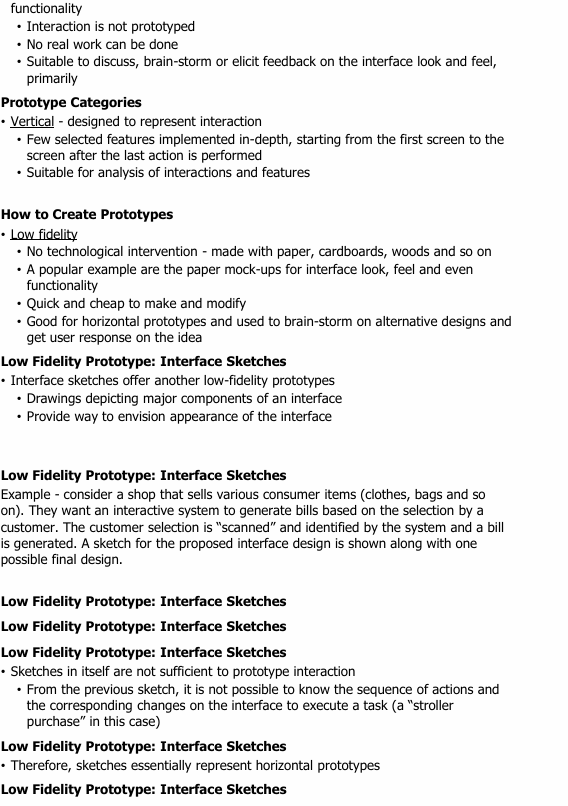 functionality
• Interaction is not prototyped
• No real work can be done
• Suitable to discuss, brain-storm or elicit feedback on the interface look and feel,
primarily
Prototype Categories
• Vertical - designed to represent interaction
• Few selected features implemented in-depth, starting from the first screen to the
screen after the last action is performed
• Suitable for analysis of interactions and features
How to Create Prototypes
• Low fidelity
• No technological intervention - made with paper, cardboards, woods and so on
• A popular example are the paper mock-ups for interface look, feel and even
functionality
• Quick and cheap to make and modify
• Good for horizontal prototypes and used to brain-storm on alternative designs and
get user response on the idea
Low Fidelity Prototype: Interface Sketches
• Interface sketches offer another low-fidelity prototypes
• Drawings depicting major components of an interface
• Provide way to envision appearance of the interface
Low Fidelity Prototype: Interface Sketches
Example - consider a shop that sells various consumer items (clothes, bags and so
on). They want an interactive system to generate bills based on the selection by a
customer. The customer selection is “scanned” and identified by the system and a bill
is generated. A sketch for the proposed interface design is shown along with one
possible final design.
Low Fidelity Prototype: Interface Sketches
Low Fidelity Prototype: Interface Sketches
Low Fidelity Prototype: Interface Sketches
• Sketches in itself are not sufficient to prototype interaction
• From the previous sketch, it is not possible to know the sequence of actions and
the corresponding changes on the interface to execute a task (a “stroller
purchase” in this case)
Low Fidelity Prototype: Interface Sketches
• Therefore, sketches essentially represent horizontal prototypes
Low Fidelity Prototype: Interface Sketches